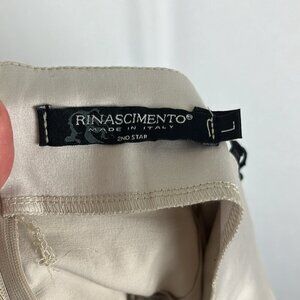 RINASCIMENTO®
MADE IN ITALY
2ND STAR
L